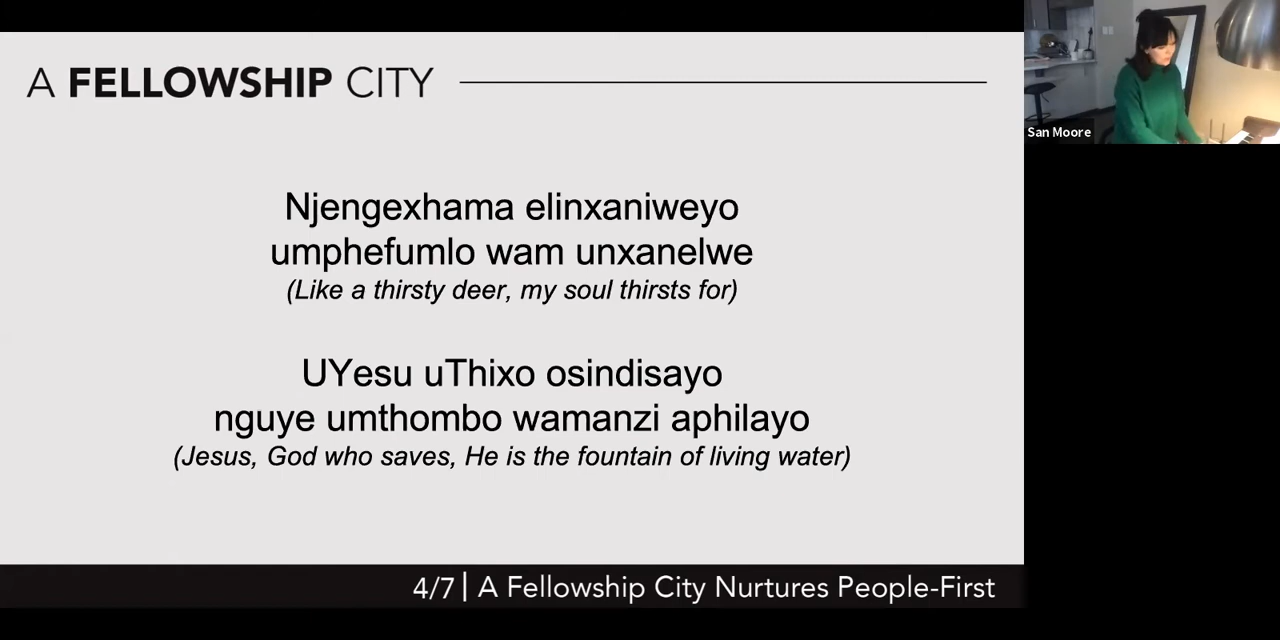 A FELLOWSHIP CITY
Njengexhama elinxaniweyo
umphefumlo wam unxanelwe
(Like a thirsty deer, my soul thirsts for)
UYesu uThixo osindisayo
nguye umthombo wamanzi aphilayo
(Jesus, God who saves, He is the fountain of living water)
4/7| A Fellowship City Nurtures People-First
San Moore